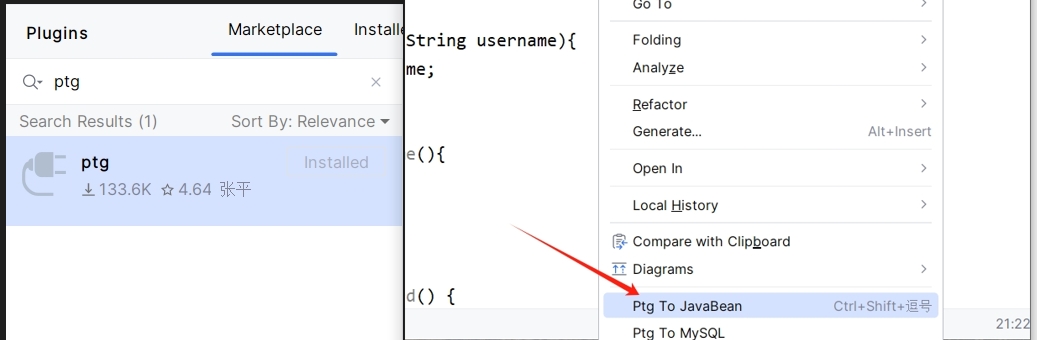 Plugins
Marketplace
Installe
ptg
Search Results (1)
Sort By: Relevance
ptg
Installed
133.6K
4.64
张平
String username){
me;
e(){
d() {
Go To
Folding
Analyze
Refactor
Generate...
Alt+Insert
Open In
Local History
Compare with Clipboard
Diagrams
Ptg To JavaBean
Ctrl+Shift+逗号
Ptg To MySQL
21:22